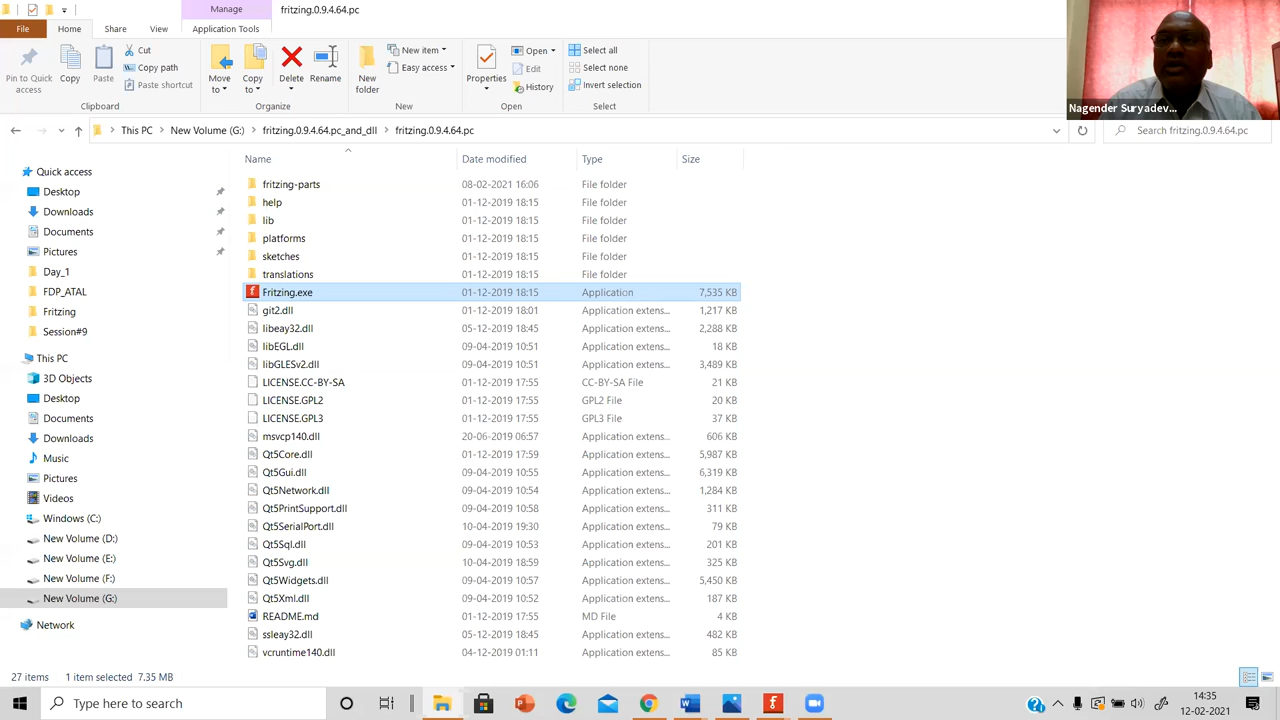 Manage
fritzing.0.9.4.64.pc
File
Home
Share
View
Application Tools
Pin to Quick access
Copy
Paste
Cut
Copy path
Paste shortcut
Clipboard
Move to
Copy to
Delete
Rename
Organize
New folder
New item
Easy access
New
Properties
Open
Edit
History
Open
Select all
Select none
Invert selection
Select
Nagender Suryadev...
This PC > New Volume (G:) > fritzing.0.9.4.64.pc_and_dll > fritzing.0.9.4.64.pc
Search fritzing.0.9.4.64.pc
Name Date modified Type Size
Quick access
Desktop
Downloads
Documents
Pictures
Day_1
FDP_ATAL
Fritzing
Session#9
This PC
3D Objects
Desktop
Documents
Downloads
Music
Pictures
Videos
Windows (C:)
New Volume (D:)
New Volume (E:)
New Volume (F:)
New Volume (G:)
Network
fritzing-parts 08-02-2021 16:06 File folder
help 01-12-2019 18:15 File folder
lib 01-12-2019 18:15 File folder
platforms 01-12-2019 18:15 File folder
sketches 01-12-2019 18:15 File folder
translations 01-12-2019 18:15 File folder
Fritzing.exe 01-12-2019 18:15 Application 7,535 KB
git2.dll 01-12-2019 18:01 Application extens... 1,217 KB
libeay32.dll 05-12-2019 18:45 Application extens... 2,288 KB
libEGL.dll 09-04-2019 10:51 Application extens... 18 KB
libGLESv2.dll 09-04-2019 10:51 Application extens... 3,489 KB
LICENSE.CC-BY-SA 01-12-2019 17:55 CC-BY-SA File 21 KB
LICENSE.GPL2 01-12-2019 17:55 GPL2 File 20 KB
LICENSE.GPL3 01-12-2019 17:55 GPL3 File 37 KB
msvcp140.dll 20-06-2019 06:57 Application extens... 606 KB
Qt5Core.dll 01-12-2019 17:59 Application extens... 5,987 KB
Qt5Gui.dll 09-04-2019 10:55 Application extens... 6,319 KB
Qt5Network.dll 09-04-2019 10:54 Application extens... 1,284 KB
Qt5PrintSupport.dll 09-04-2019 10:58 Application extens... 311 KB
Qt5SerialPort.dll 10-04-2019 19:30 Application extens... 79 KB
Qt5Sql.dll 09-04-2019 10:53 Application extens... 201 KB
Qt5Svg.dll 10-04-2019 18:59 Application extens... 325 KB
Qt5Widgets.dll 09-04-2019 10:57 Application extens... 5,450 KB
Qt5Xml.dll 09-04-2019 10:52 Application extens... 187 KB
README.md 01-12-2019 17:55 MD File 4 KB
ssleay32.dll 05-12-2019 18:45 Application extens... 482 KB
vcruntime140.dll 04-12-2019 01:11 Application extens... 85 KB
27 items 1 item selected 7.35 MB
Type here to search
14:35
12-02-2021